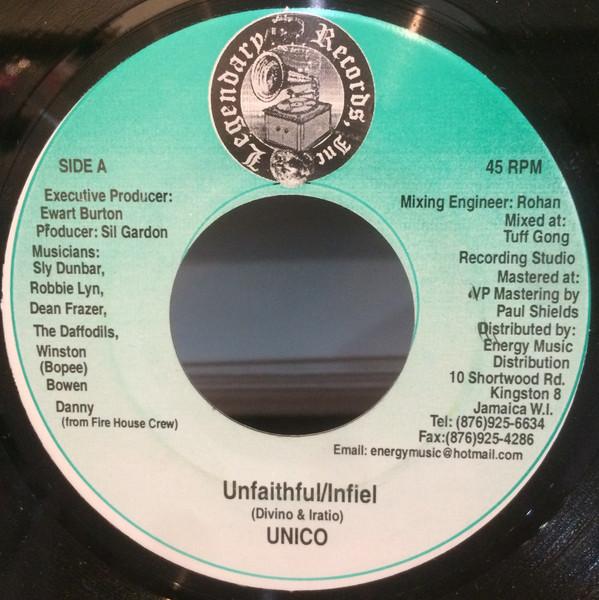 Legendary Records, Inc
SIDE A
45 RPM
Executive Producer:
Ewart Burton
Producer: Sil Gardon
Musicians:
Sly Dunbar,
Robbie Lyn,
Dean Frazer,
The Daffodils,
Winston
(Bopee)
Bowen
Danny
(from Fire House Crew)
Mixing Engineer: Rohan
Mixed at:
Tuff Gong
Recording Studio
Mastered at:
VP Mastering by
Paul Shields
Distributed by:
Energy Music
Distribution
10 Shortwood Rd.
Kingston 8
Jamaica W.I.
Tel: (876)925-6634
Fax:(876)925-4286
Email: energymusic@hotmail.com
Unfaithful/Infiel
(Divino & Iratio)
UNICO